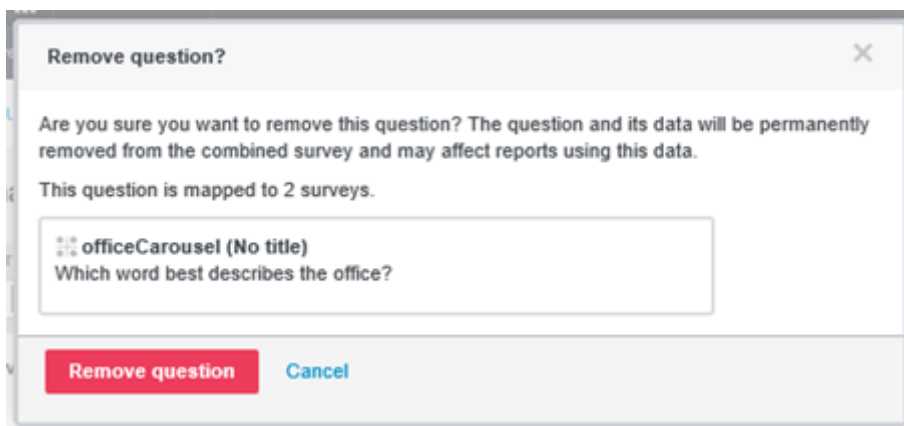 Remove question?
Are you sure you want to remove this question? The question and its data will be permanently
removed from the combined survey and may affect reports using this data.
This question is mapped to 2 surveys.
officeCarousel (No title)
Which word best describes the office?
Remove question Cancel